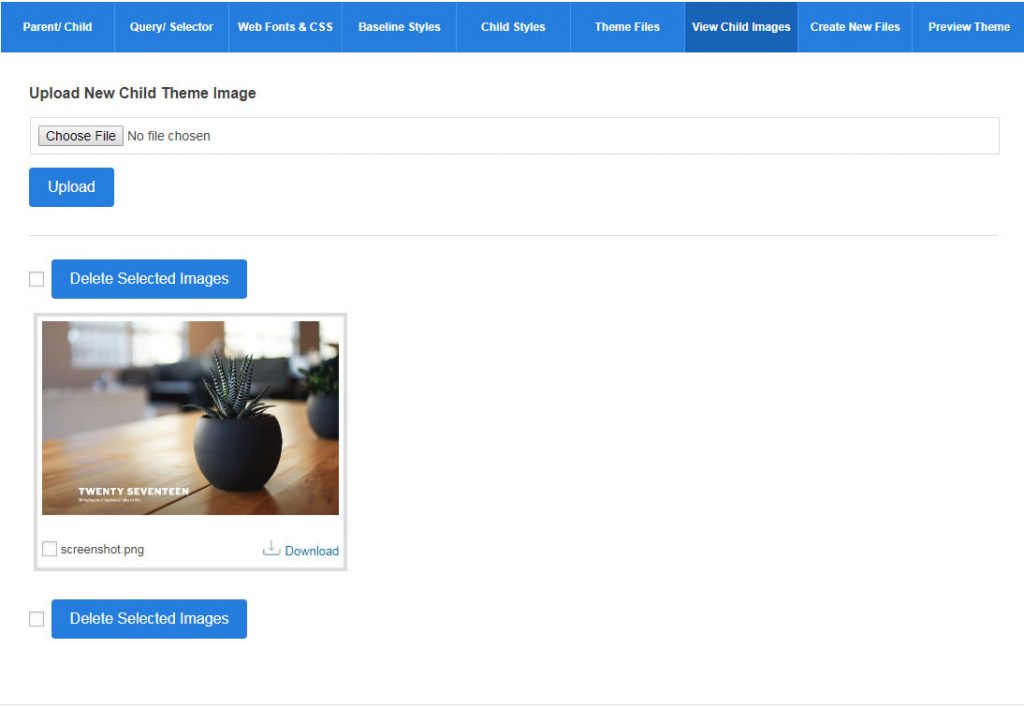 Parent/ Child Query/ Selector Web Fonts & CSS Baseline Styles Child Styles Theme Files View Child Images Create New Files Preview Theme
Upload New Child Theme Image
Choose File No file chosen
Upload
Delete Selected Images
TWENTY SEVENTEEN
screenshot.png Download
Delete Selected Images